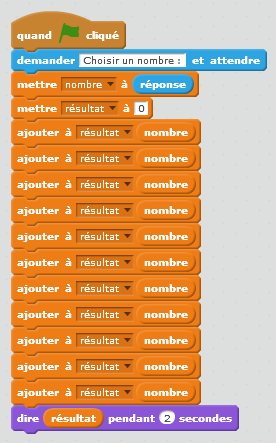 quand cliqué
demander Choisir un nombre : et attendre
mettre nombre à réponse
mettre résultat à 0
ajouter à résultat nombre
ajouter à résultat nombre
ajouter à résultat nombre
ajouter à résultat nombre
ajouter à résultat nombre
ajouter à résultat nombre
ajouter à résultat nombre
ajouter à résultat nombre
ajouter à résultat nombre
ajouter à résultat nombre
ajouter à résultat nombre
dire résultat pendant 2 secondes